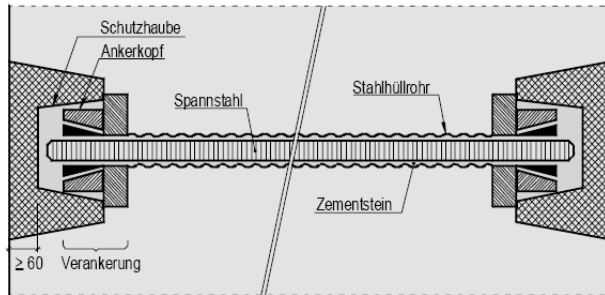 Schutzhaube
Ankerkopf
Spannstahl
Stahlhüllrohr
Zementstein
≥ 60
Verankerung